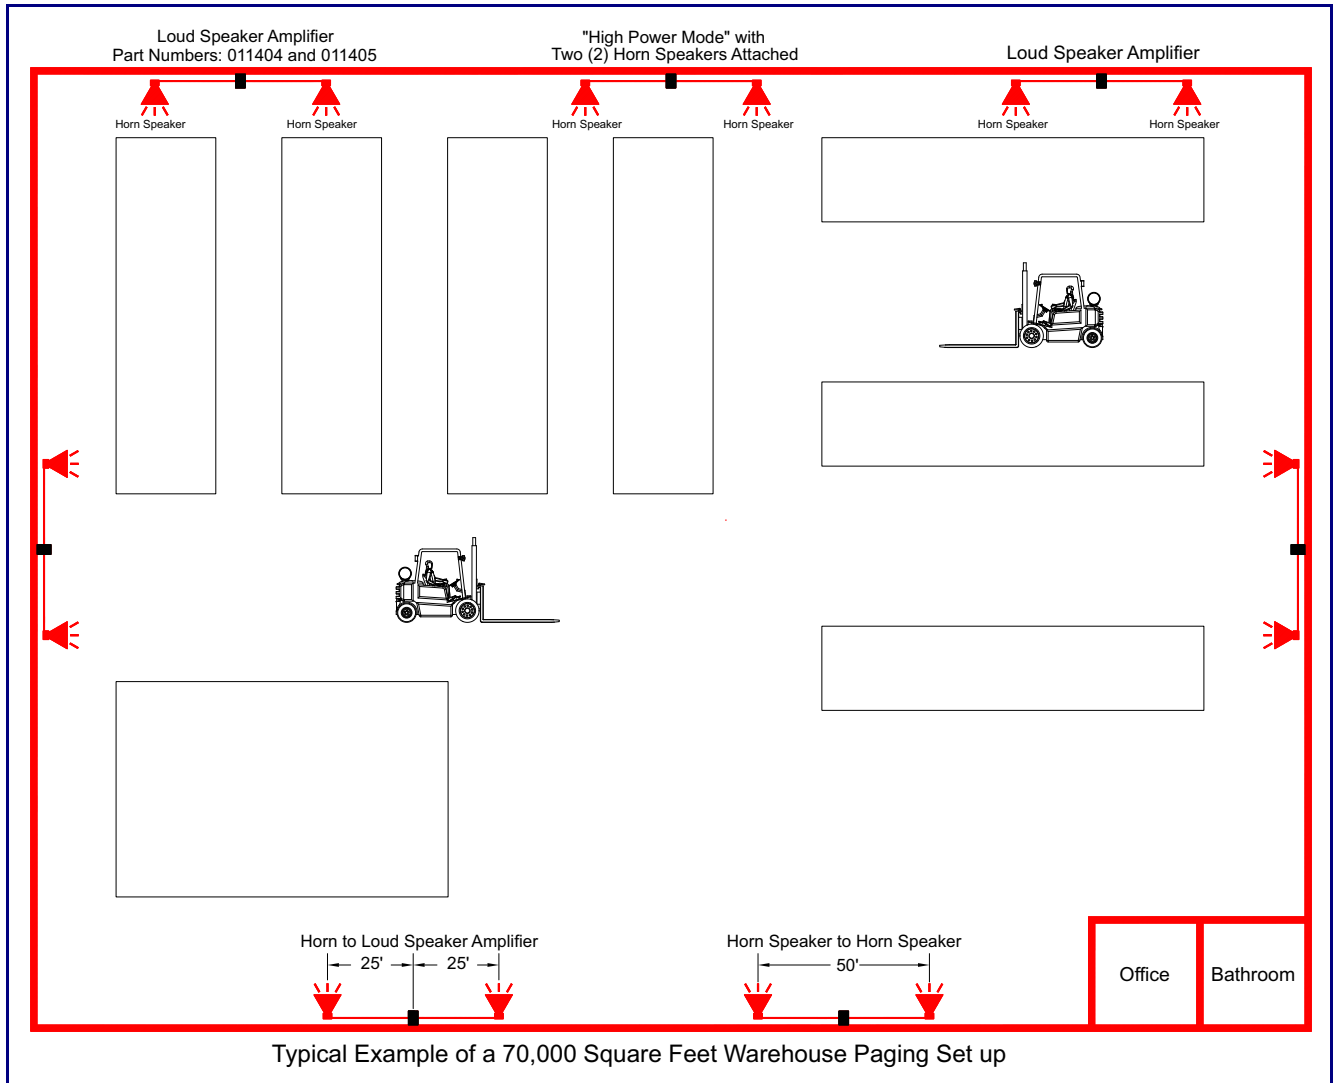 Loud Speaker Amplifier
Part Numbers: 011404 and 011405
"High Power Mode" with
Two (2) Horn Speakers Attached
Loud Speaker Amplifier
Horn Speaker
Horn Speaker
Horn Speaker
Horn Speaker
Horn Speaker
Horn Speaker
Horn to Loud Speaker Amplifier
25'
25'
Horn Speaker to Horn Speaker
50'
Office
Bathroom
Typical Example of a 70,000 Square Feet Warehouse Paging Set up